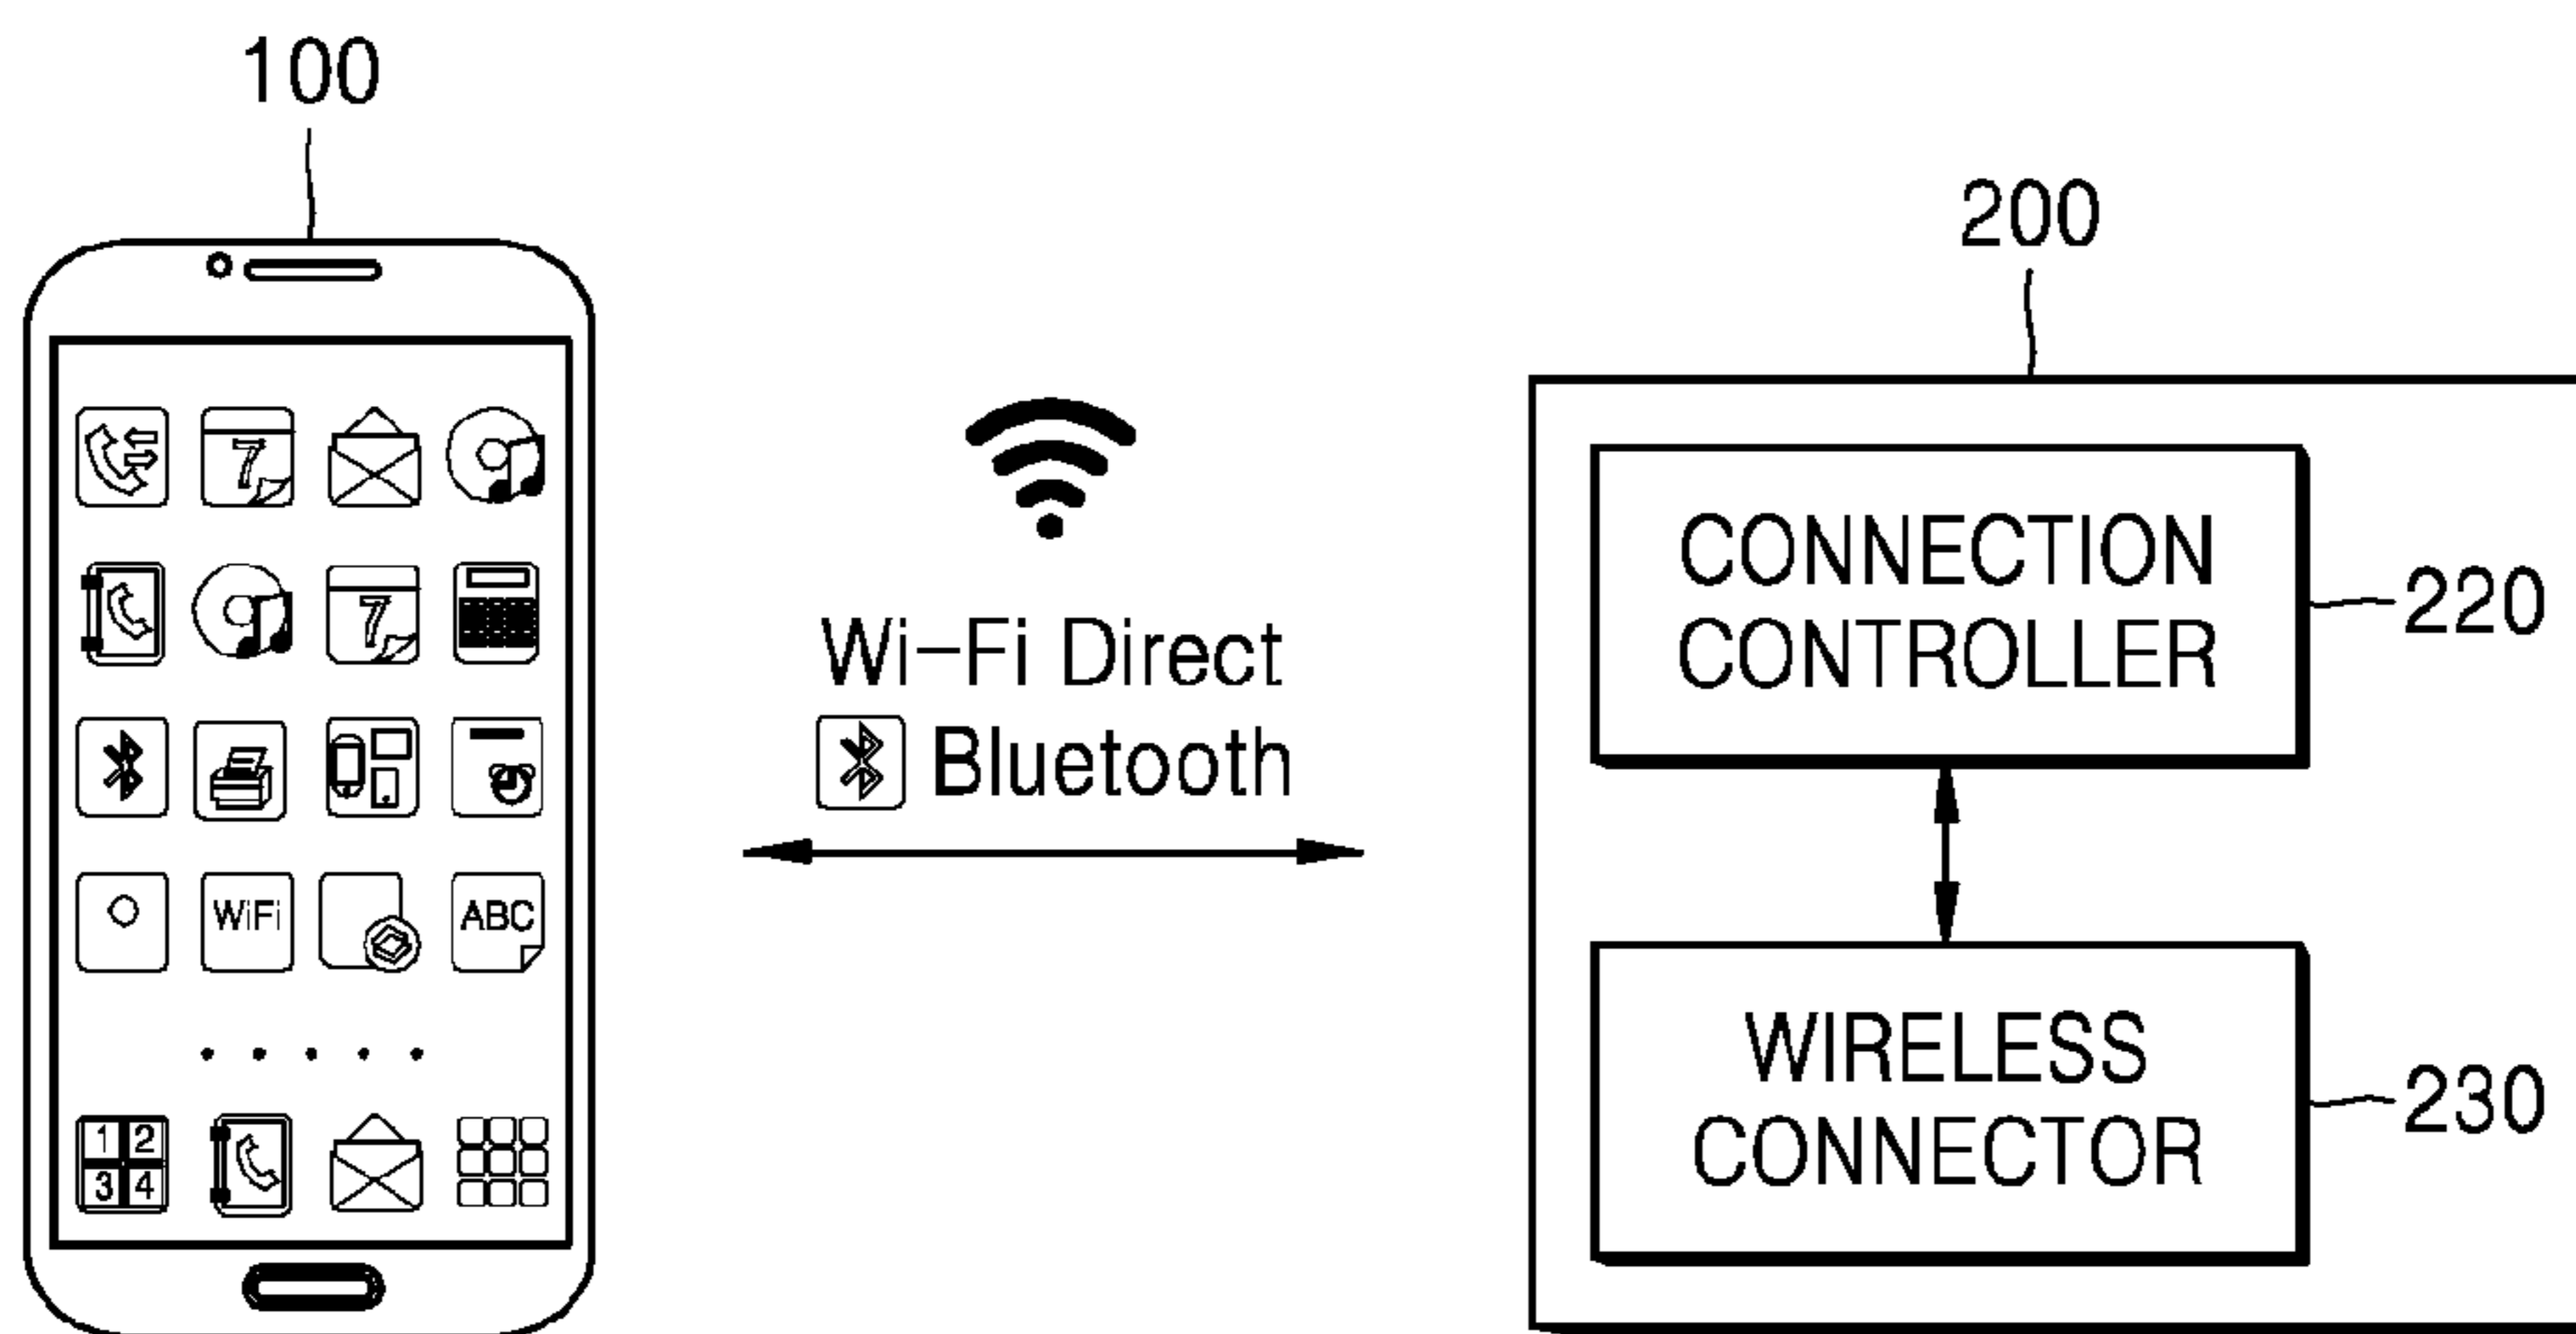 100
200
7
7
WiFi
ABC
1 2
3 4
Wi-Fi Direct
Bluetooth
CONNECTION
CONTROLLER
220
WIRELESS
CONNECTOR
230